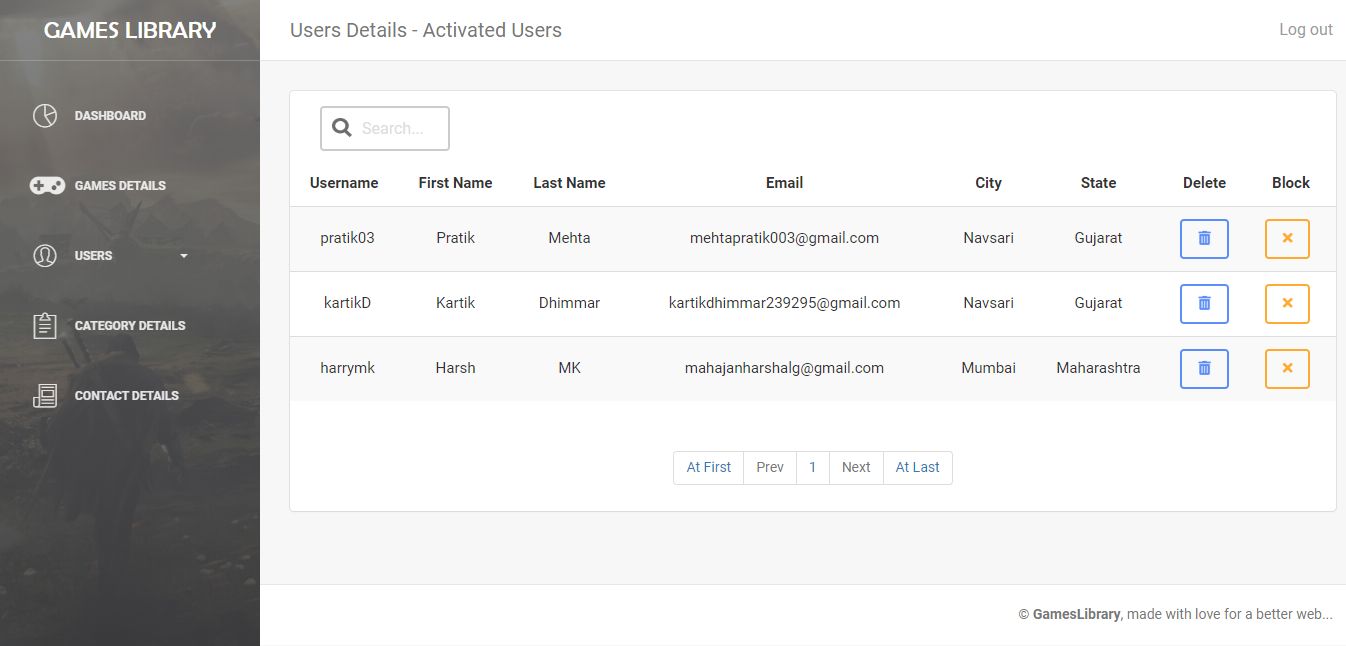 GAMES LIBRARY
Users Details - Activated Users
Log out
DASHBOARD
GAMES DETAILS
USERS
CATEGORY DETAILS
CONTACT DETAILS
Search...
Username First Name Last Name Email City State Delete Block
pratik03 Pratik Mehta mehtapratik003@gmail.com Navsari Gujarat
kartikD Kartik Dhimmar kartikdhimmar239295@gmail.com Navsari Gujarat
harrymk Harsh MK mahajanharshalg@gmail.com Mumbai Maharashtra
At First Prev 1 Next At Last
© GamesLibrary, made with love for a better web...